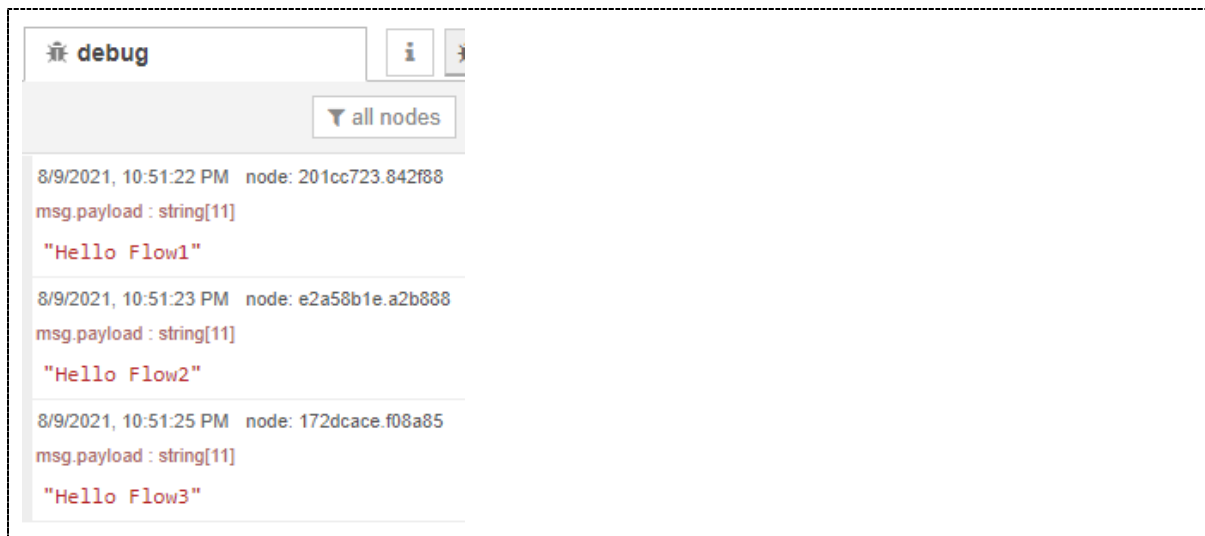 debug
i
all nodes
8/9/2021, 10:51:22 PM node: 201cc723.842f88
msg.payload : string[11]
"Hello Flow1"
8/9/2021, 10:51:23 PM node: e2a58b1e.a2b888
msg.payload : string[11]
"Hello Flow2"
8/9/2021, 10:51:25 PM node: 172dcace.f08a85
msg.payload : string[11]
"Hello Flow3"